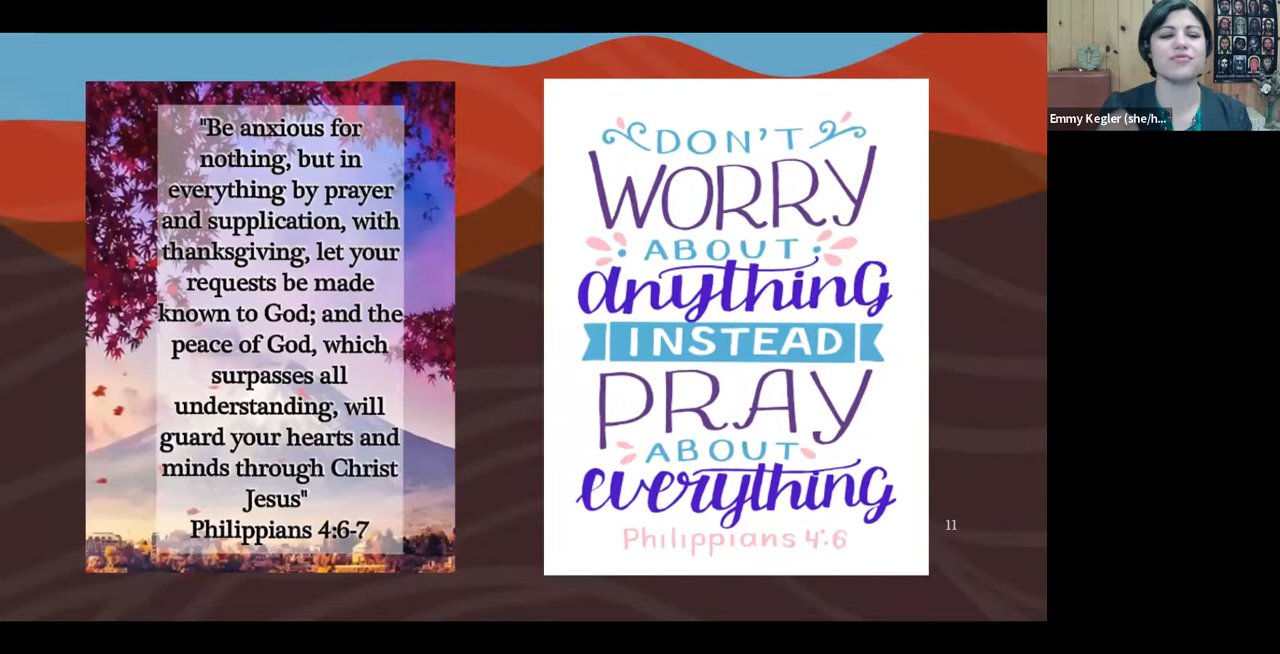 "Be anxious for
nothing, but in
everything by prayer
and supplication, with
thanksgiving, let your
requests be made
known to God; and the
peace of God, which
surpasses all
understanding, will
guard your hearts and
minds through Christ
Jesus"
Philippians 4:6-7
DON'T
WORRY
ABOUT
anything
INSTEAD
PRAY
ABOUT
everything
Philippians 4:6
11
Emmy Kegler (she/h...